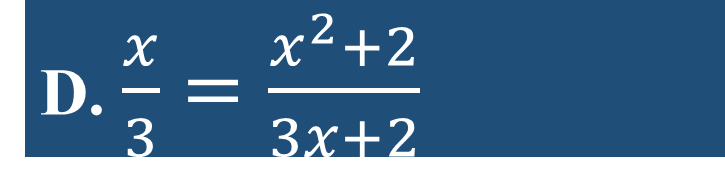 D. x/3 = x²+2/3x+2